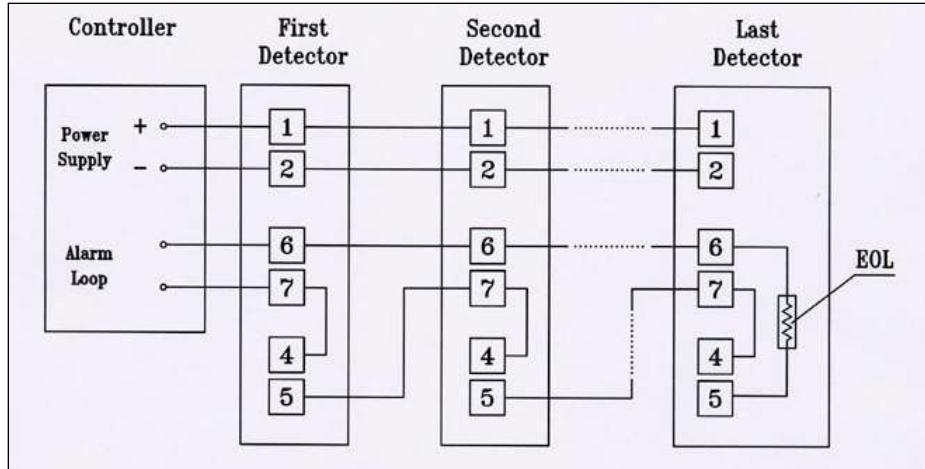 Controller
First
Detector
Second
Detector
Last
Detector
Power
Supply
+
−
1
1
1
2
2
2
Alarm
Loop
6
6
6
7
7
7
EOL
4
4
4
5
5
5